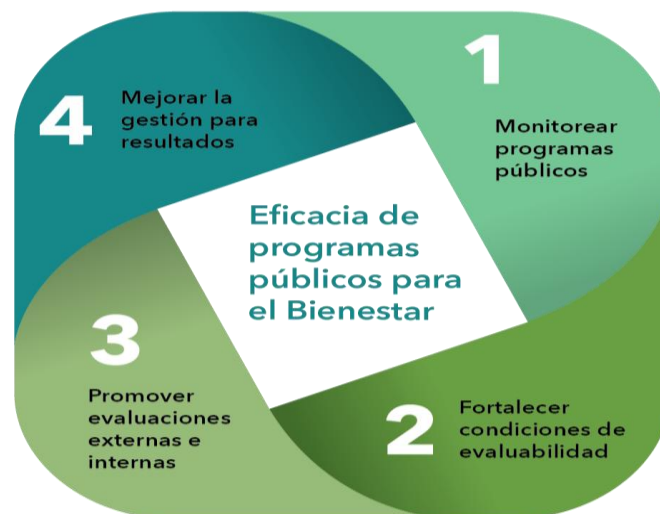 1
Monitorear
programas
públicos
2
Fortalecer
condiciones de
evaluabilidad
3
Promover
evaluaciones
externas e
internas
4
Mejorar la
gestión para
resultados
Eficacia de
programas
públicos para
el Bienestar